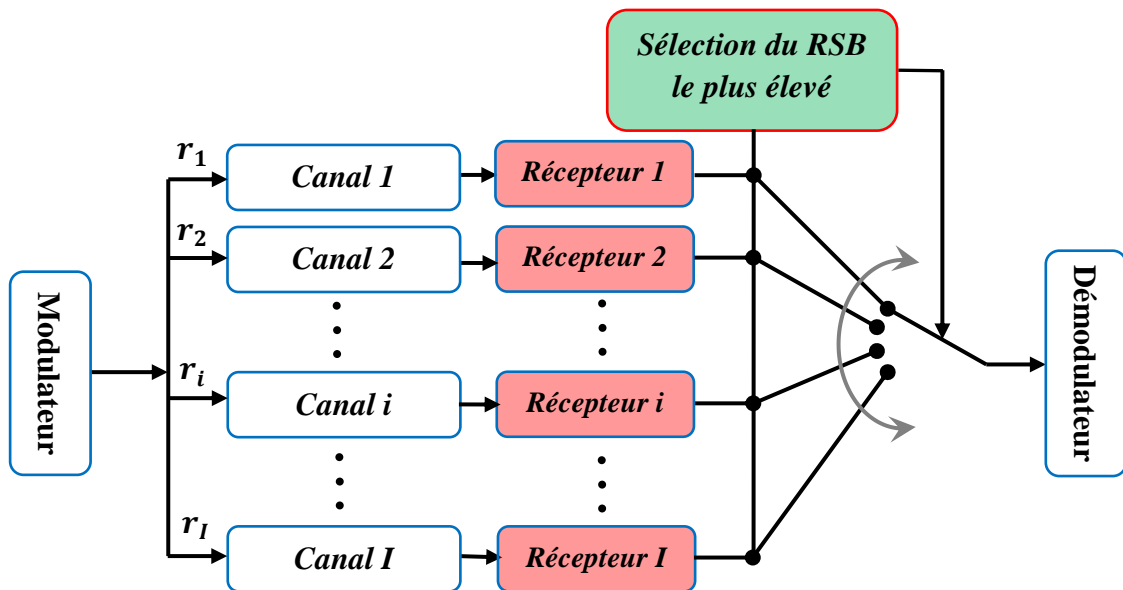 Sélection du RSB
le plus élevé
r₁
Canal 1
Récepteur 1
r₂
Canal 2
Récepteur 2
Modulateur
Démodulateur
rᵢ
Canal i
Récepteur i
r_I
Canal I
Récepteur I